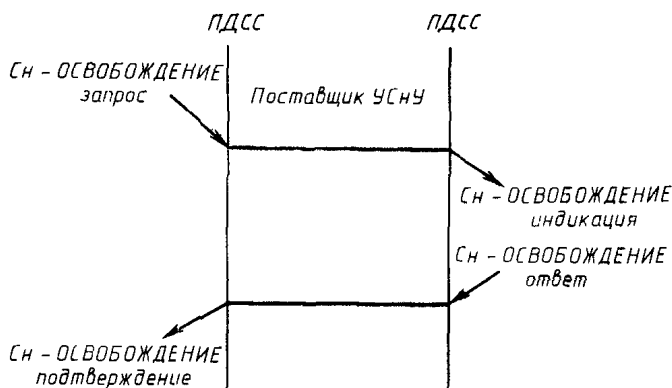 ПДСС ПДСС
Сн - ОСВОБОЖДЕНИЕ
запрос
Поставщик УСнУ
Сн - ОСВОБОЖДЕНИЕ
индикация
Сн - ОСВОБОЖДЕНИЕ
ответ
Сн - ОСВОБОЖДЕНИЕ
подтверждение